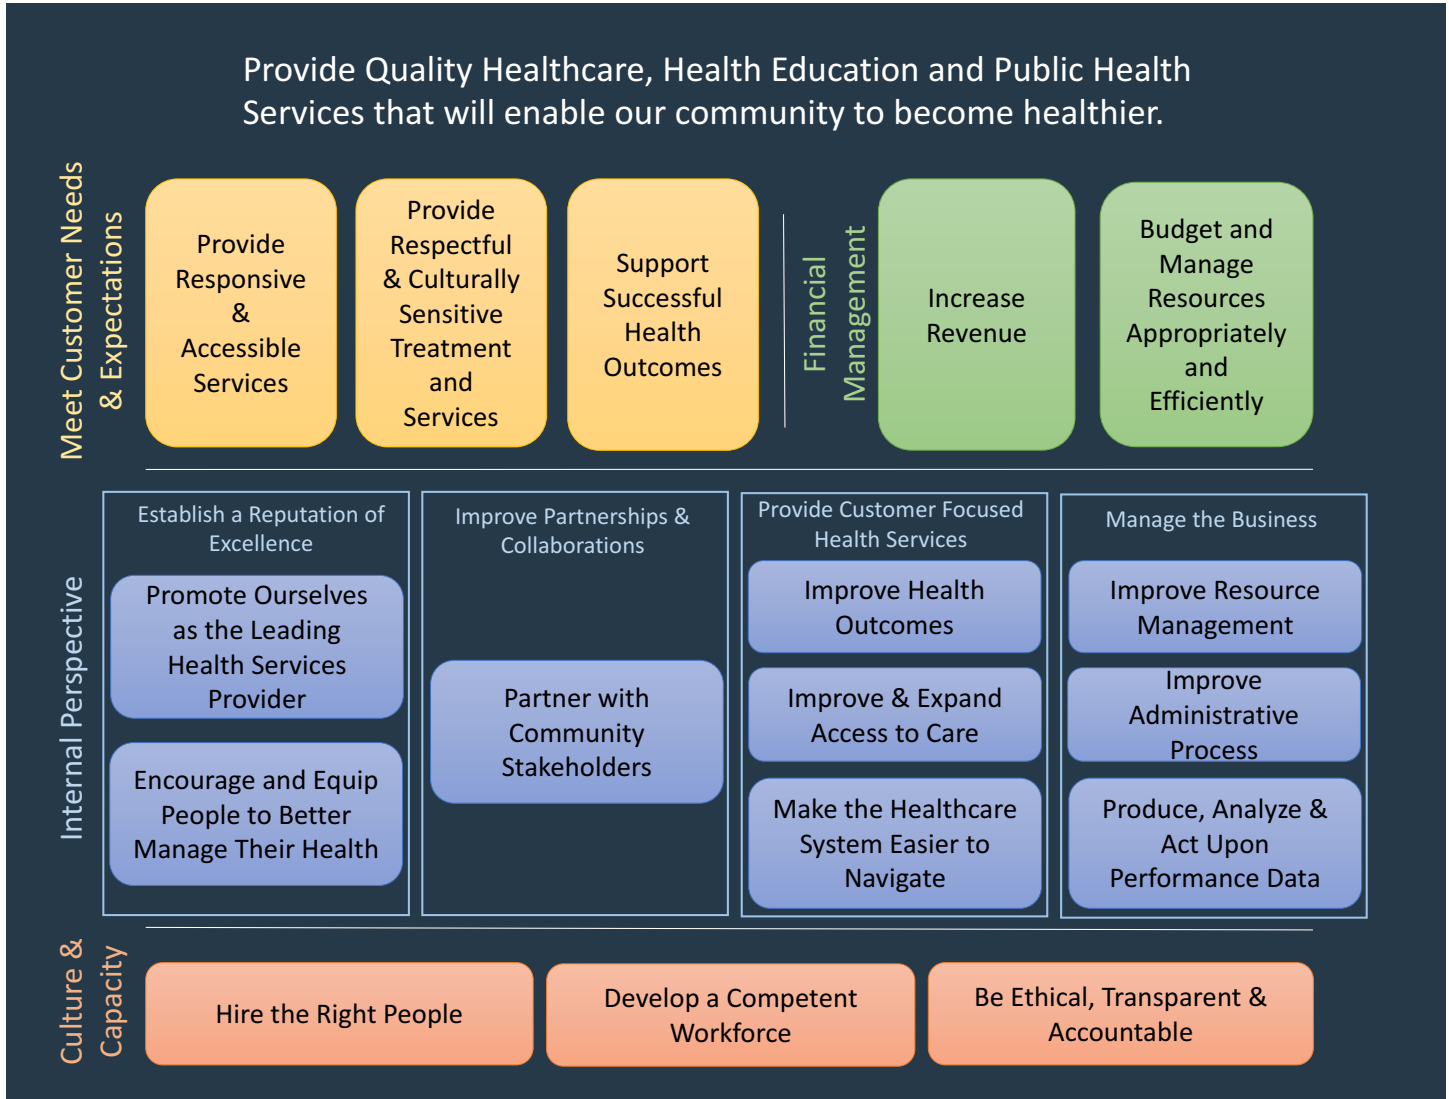 Provide Quality Healthcare, Health Education and Public Health
Services that will enable our community to become healthier.
Meet Customer Needs
& Expectations
Provide
Responsive
&
Accessible
Services
Provide
Respectful
& Culturally
Sensitive
Treatment
and
Services
Support
Successful
Health
Outcomes
Financial
Management
Increase
Revenue
Budget and
Manage
Resources
Appropriately
and
Efficiently
Internal Perspective
Establish a Reputation of
Excellence
Promote Ourselves
as the Leading
Health Services
Provider
Encourage and Equip
People to Better
Manage Their Health
Improve Partnerships &
Collaborations
Partner with
Community
Stakeholders
Provide Customer Focused
Health Services
Improve Health
Outcomes
Improve & Expand
Access to Care
Make the Healthcare
System Easier to
Navigate
Manage the Business
Improve Resource
Management
Improve
Administrative
Process
Produce, Analyze &
Act Upon
Performance Data
Culture &
Capacity
Hire the Right People
Develop a Competent
Workforce
Be Ethical, Transparent &
Accountable